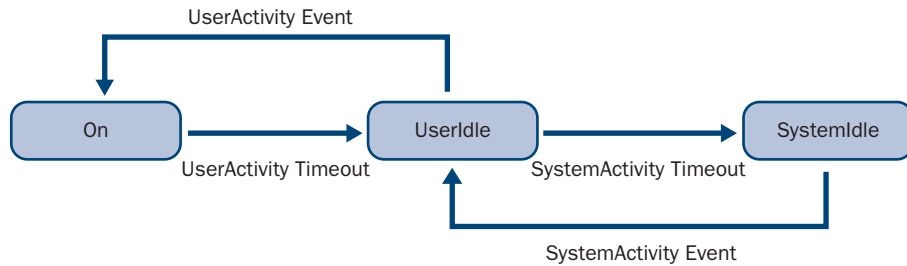 UserActivity Event
On
UserIdle
SystemIdle
UserActivity Timeout
SystemActivity Timeout
SystemActivity Event